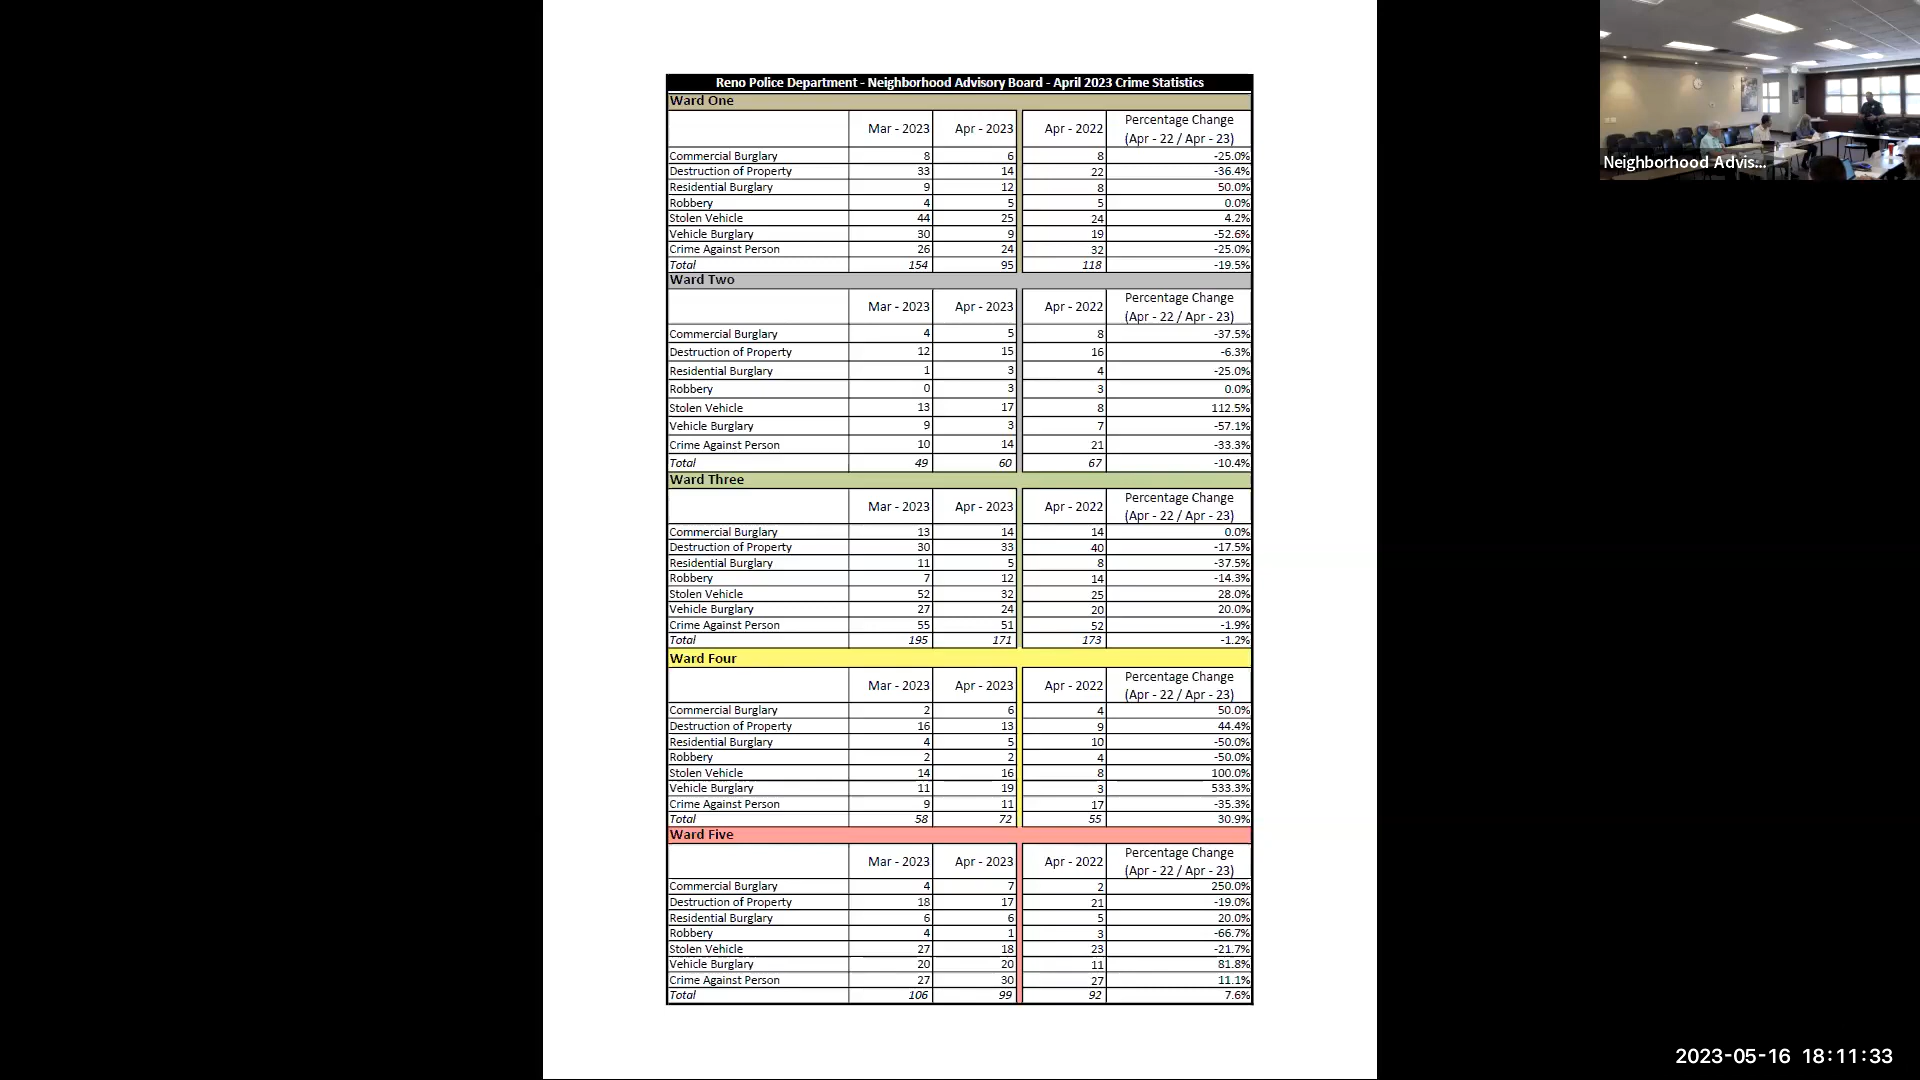 Reno Police Department - Neighborhood Advisory Board - April 2023 Crime Statistics
Ward One
Mar - 2023 Apr - 2023 Apr - 2022 Percentage Change
(Apr - 22 / Apr - 23)
Commercial Burglary 8 6 8 -25.0%
Destruction of Property 33 14 22 -36.4%
Residential Burglary 9 12 8 50.0%
Robbery 4 5 5 0.0%
Stolen Vehicle 44 25 24 4.2%
Vehicle Burglary 30 9 19 -52.6%
Crime Against Person 26 24 32 -25.0%
Total 154 95 118 -19.5%
Ward Two
Mar - 2023 Apr - 2023 Apr - 2022 Percentage Change
(Apr - 22 / Apr - 23)
Commercial Burglary 4 5 8 -37.5%
Destruction of Property 12 15 16 -6.3%
Residential Burglary 1 3 4 -25.0%
Robbery 0 3 3 0.0%
Stolen Vehicle 13 17 8 112.5%
Vehicle Burglary 9 3 7 -57.1%
Crime Against Person 10 14 21 -33.3%
Total 49 60 67 -10.4%
Ward Three
Mar - 2023 Apr - 2023 Apr - 2022 Percentage Change
(Apr - 22 / Apr - 23)
Commercial Burglary 13 14 14 0.0%
Destruction of Property 30 33 40 -17.5%
Residential Burglary 11 5 8 -37.5%
Robbery 7 12 14 -14.3%
Stolen Vehicle 52 32 25 28.0%
Vehicle Burglary 27 24 20 20.0%
Crime Against Person 55 51 52 -1.9%
Total 195 171 173 -1.2%
Ward Four
Mar - 2023 Apr - 2023 Apr - 2022 Percentage Change
(Apr - 22 / Apr - 23)
Commercial Burglary 2 6 4 50.0%
Destruction of Property 16 13 9 44.4%
Residential Burglary 4 5 10 -50.0%
Robbery 2 2 4 -50.0%
Stolen Vehicle 14 16 8 100.0%
Vehicle Burglary 11 19 3 533.3%
Crime Against Person 9 11 17 -35.3%
Total 58 72 55 30.9%
Ward Five
Mar - 2023 Apr - 2023 Apr - 2022 Percentage Change
(Apr - 22 / Apr - 23)
Commercial Burglary 4 7 2 250.0%
Destruction of Property 18 17 21 -19.0%
Residential Burglary 6 6 5 20.0%
Robbery 4 1 3 -66.7%
Stolen Vehicle 27 18 23 -21.7%
Vehicle Burglary 20 20 11 81.8%
Crime Against Person 27 30 27 11.1%
Total 106 99 92 7.6%
Neighborhood Advis...
2023-05-16 18:11:33